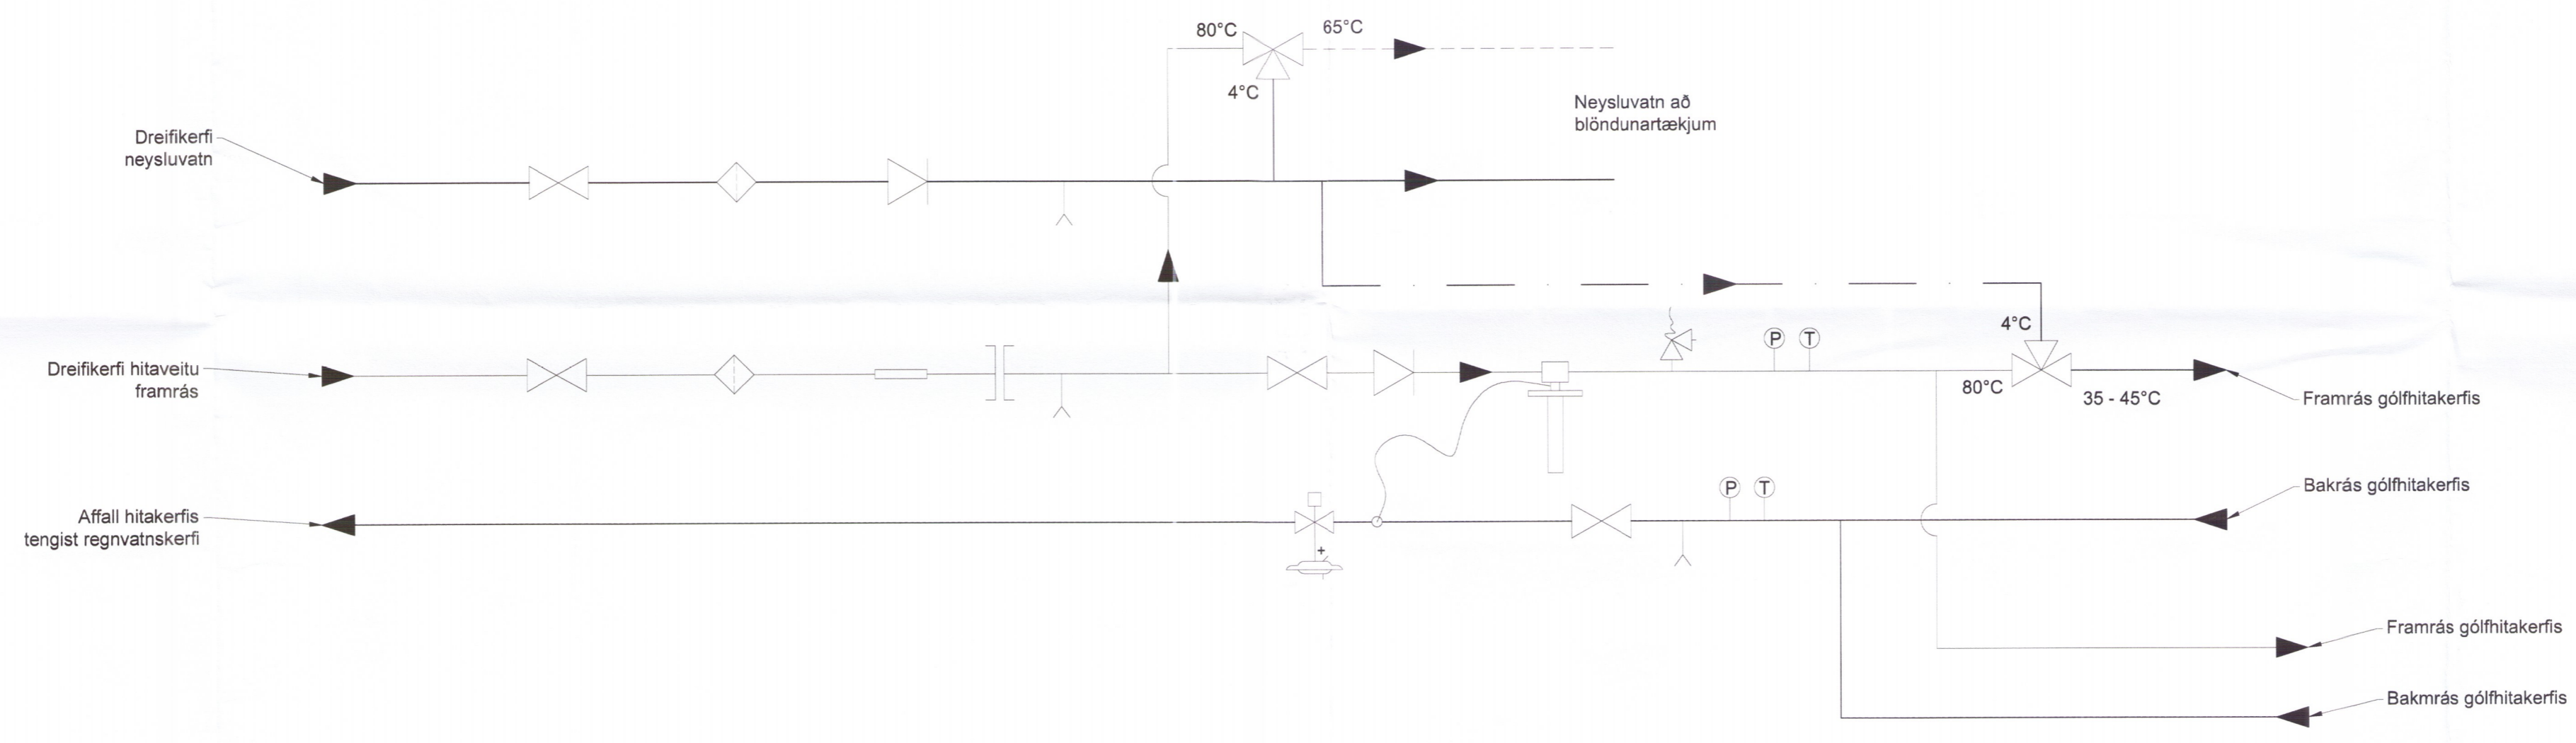 80°C
65°C
4°C
Neysluvatn að
blöndunartækjum
Dreifikerfi
neysluvatn
4°C
P
T
Dreifikerfi hitaveitu
framrás
80°C
35 - 45°C
Framrás gólfhitakerfis
P
T
Bakrás gólfhitakerfis
Affall hitakerfis
tengist regnvatnskerfi
+
Framrás gólfhitakerfis
Bakmrás gólfhitakerfis